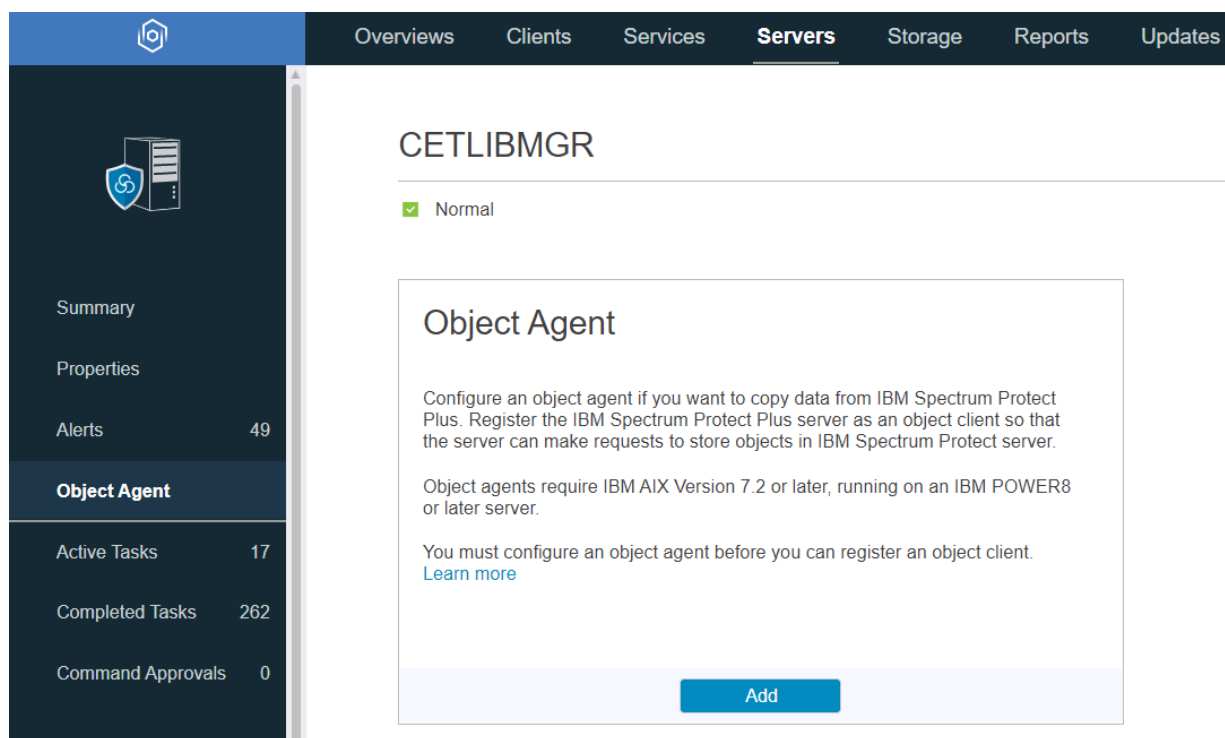 Overviews Clients Services Servers Storage Reports Updates
CETLIBMGR
Normal
Summary
Properties
Alerts 49
Object Agent
Active Tasks 17
Completed Tasks 262
Command Approvals 0
Object Agent
Configure an object agent if you want to copy data from IBM Spectrum Protect
Plus. Register the IBM Spectrum Protect Plus server as an object client so that
the server can make requests to store objects in IBM Spectrum Protect server.
Object agents require IBM AIX Version 7.2 or later, running on an IBM POWER8
or later server.
You must configure an object agent before you can register an object client.
Learn more
Add